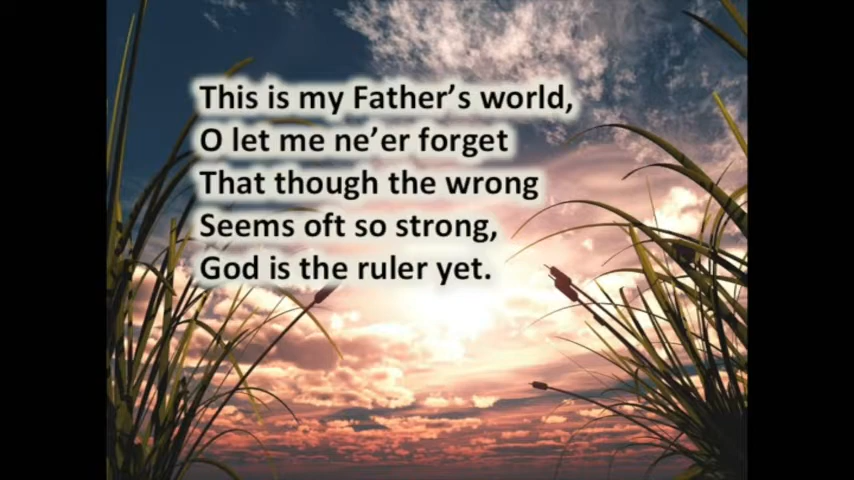 This is my Father’s world,
O let me ne’er forget
That though the wrong
Seems oft so strong,
God is the ruler yet.